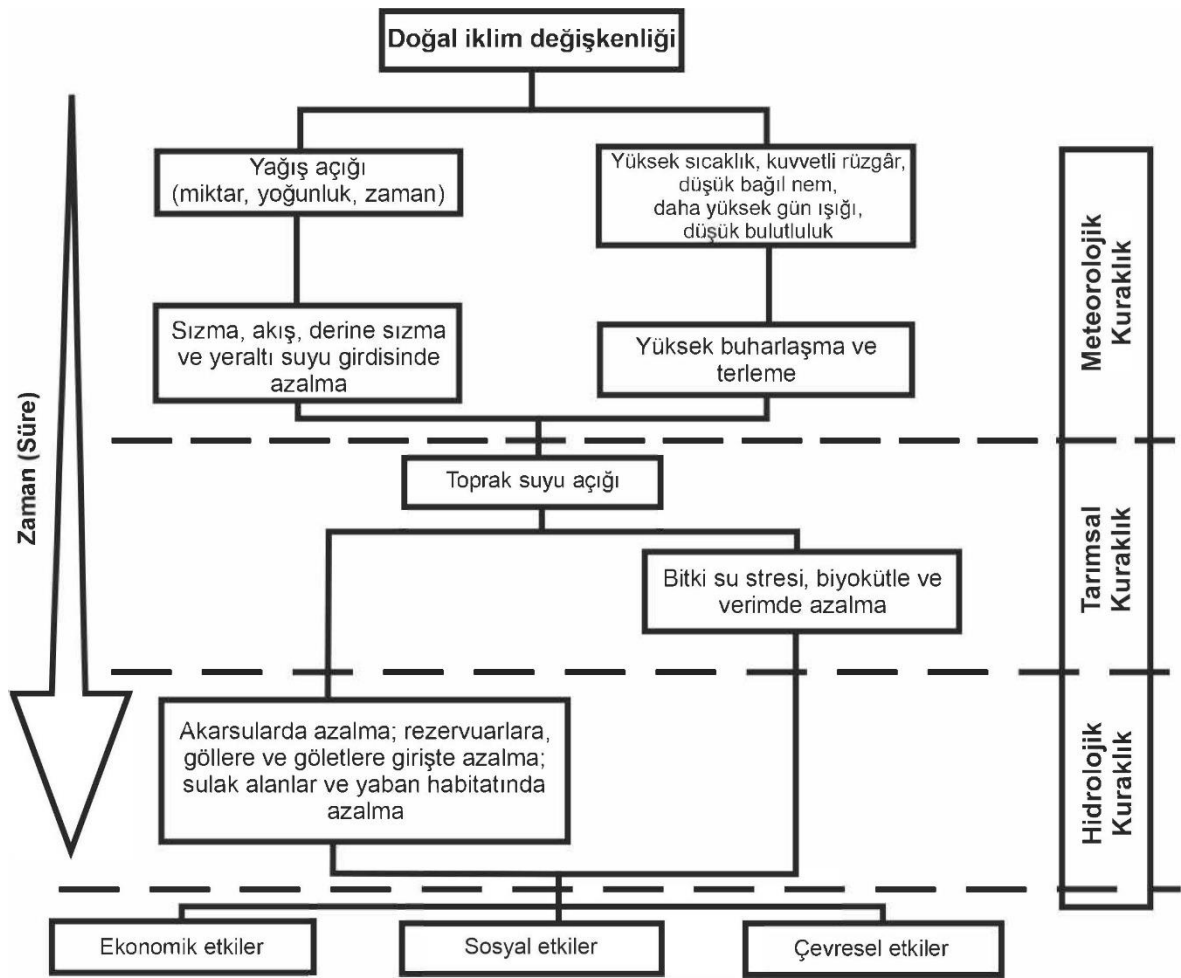 Doğal iklim değişkenliği
Yağış açığı
(miktar, yoğunluk, zaman)
Yüksek sıcaklık, kuvvetli rüzgâr,
düşük bağıl nem,
daha yüksek gün ışığı,
düşük bulutluluk
Sızma, akış, derine sızma
ve yeraltı suyu girdisinde
azalma
Yüksek buharlaşma ve
terleme
Meteorolojik
Kuraklık
Zaman (Süre)
Toprak suyu açığı
Bitki su stresi, biyokütle ve
verimde azalma
Tarımsal
Kuraklık
Akarsularda azalma; rezervuarlara,
göllere ve göletlere girişte azalma;
sulak alanlar ve yaban habitatında
azalma
Hidrolojik
Kuraklık
Ekonomik etkiler
Sosyal etkiler
Çevresel etkiler